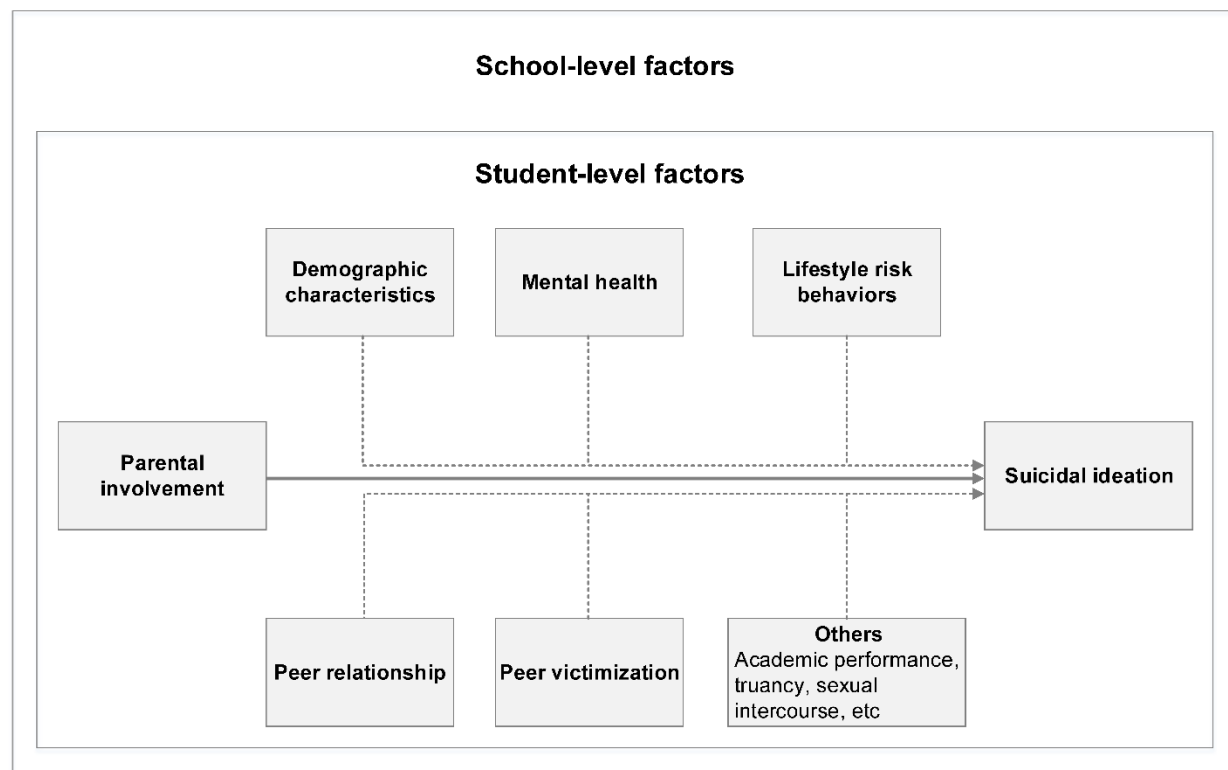 School-level factors
Student-level factors
Demographic
characteristics
Mental health
Lifestyle risk
behaviors
Parental
involvement
Suicidal ideation
Peer relationship
Peer victimization
Others
Academic performance,
truancy, sexual
intercourse, etc